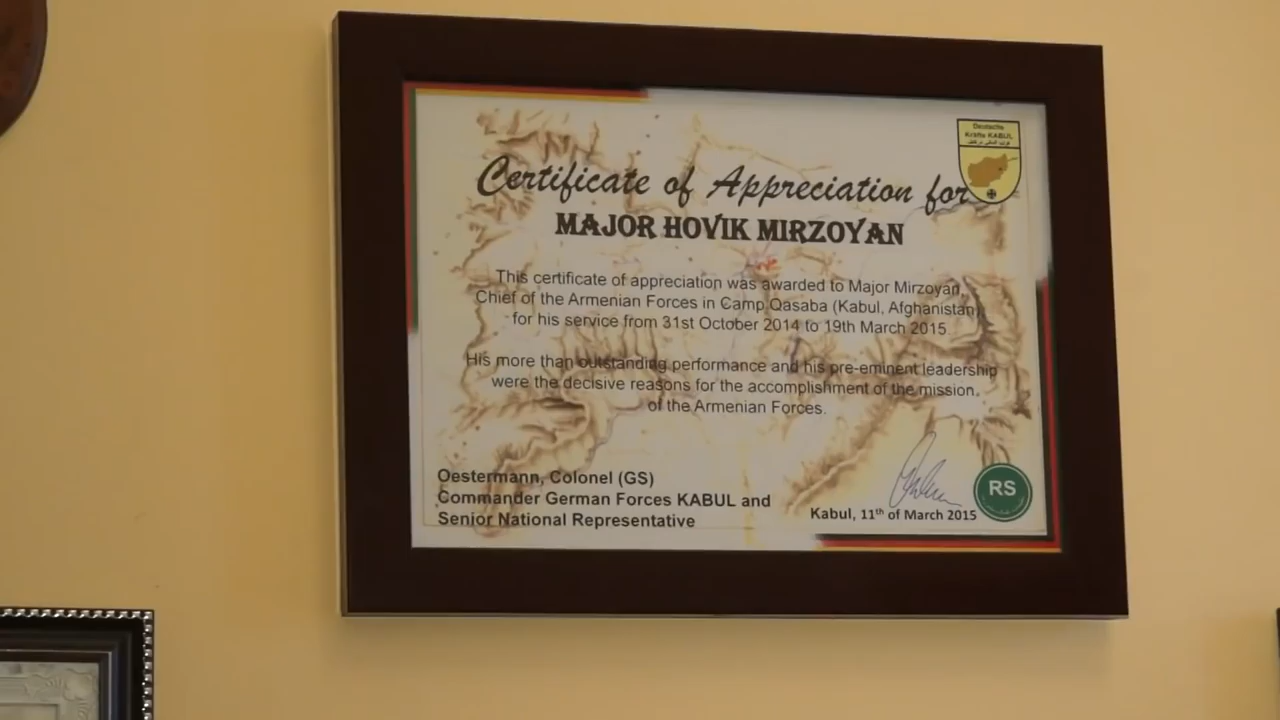 Deutsche
Kräfte KABUL
Certificate of Appreciation for
MAJOR HOVIK MIRZOYAN
This certificate of appreciation was awarded to Major Mirzoyan,
Chief of the Armenian Forces in Camp Qasaba (Kabul, Afghanistan),
for his service from 31st October 2014 to 19th March 2015.
His more than outstanding performance and his pre-eminent leadership
were the decisive reasons for the accomplishment of the mission
of the Armenian Forces.
Oestermann, Colonel (GS)
Commander German Forces KABUL and
Senior National Representative
Kabul, 11th of March 2015
RS